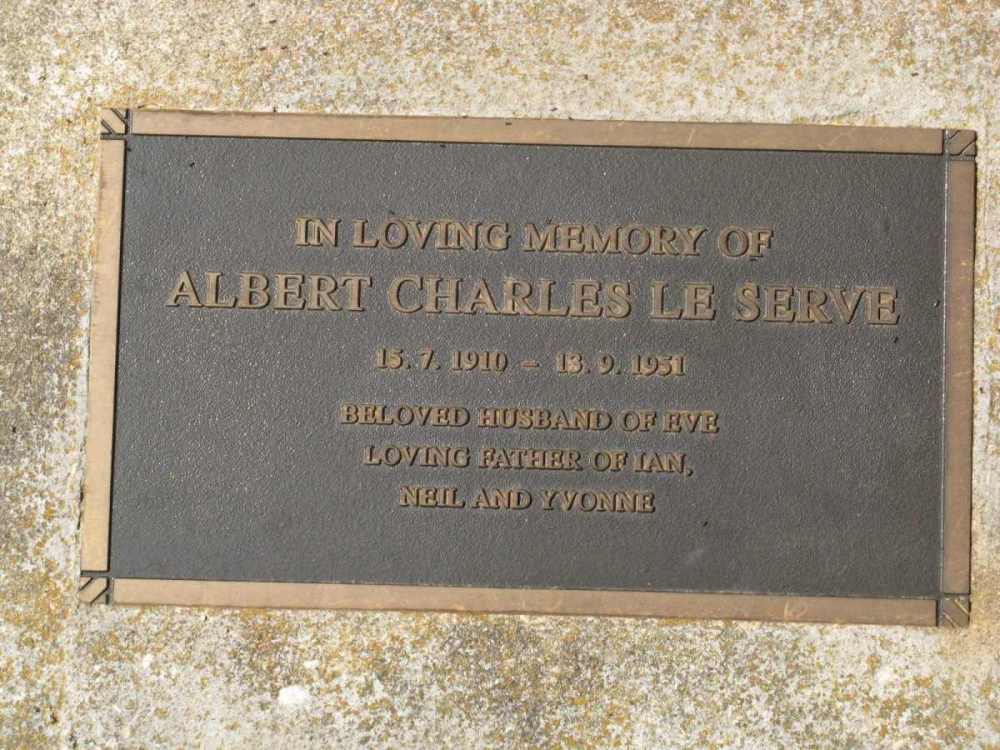 IN LOVING MEMORY OF
ALBERT CHARLES LE SERVE
15. 7. 1910 – 13. 9. 1951
BELOVED HUSBAND OF EVE
LOVING FATHER OF IAN,
NEIL AND YVONNE